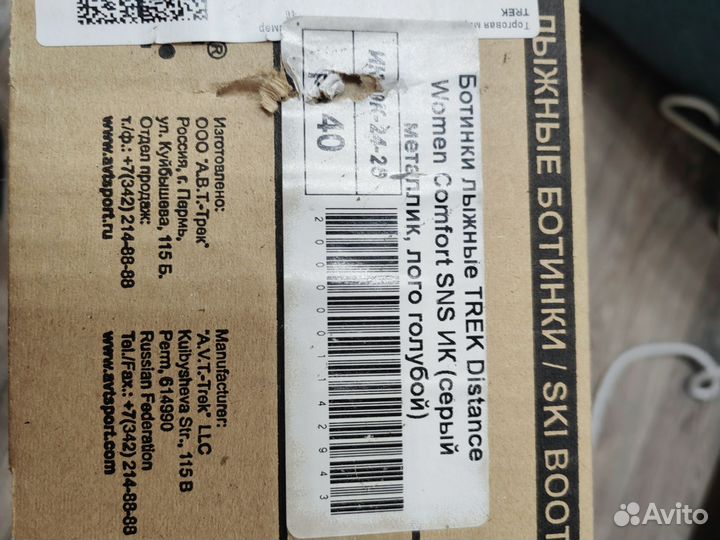 TREK
ЛЫЖНЫЕ БОТИНКИ / SKI BOOT
Ботинки лыжные TREK Distance
Women Comfort SNS ИК (серый
металлик, лого голубой)
40
®
Изготовлено:
ООО "А.В.Т.-Трек"
Россия, г. Пермь,
ул. Куйбышева, 115 Б.
Отдел продаж:
т./ф.: +7(342) 214-88-88
www.avtsport.ru
Manufacturer:
"A.V.T.-Trek" LLC
Kuibysheva Str., 115 B
Perm, 614990
Russian Federation
Tel./Fax.: +7(342) 214-88-88
www.avtsport.com
Avito